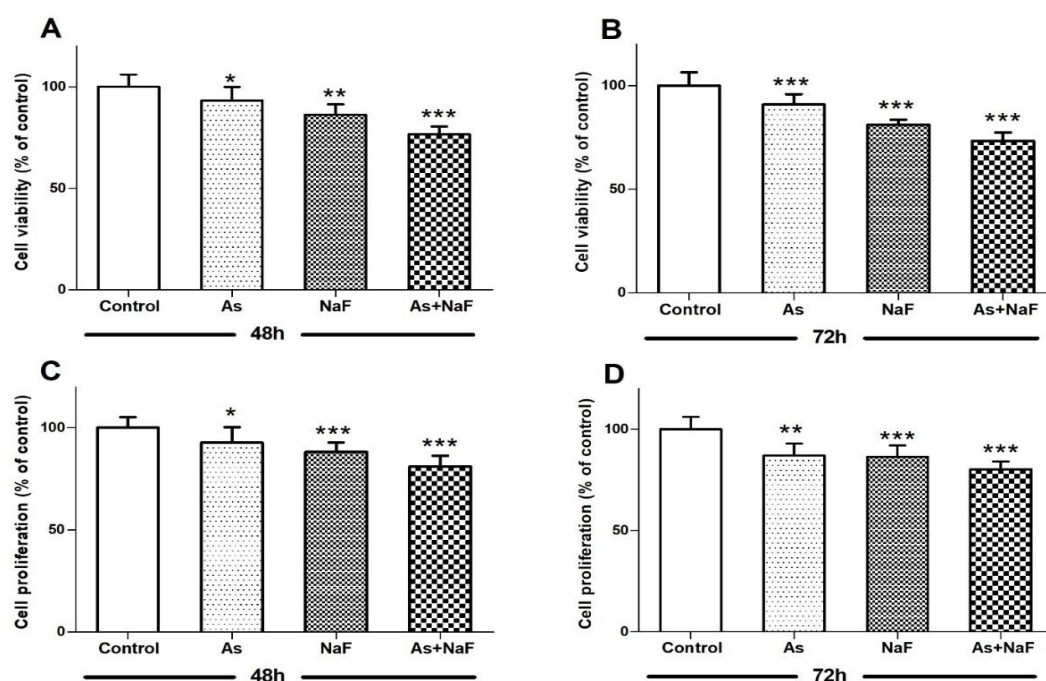 A
Cell viability (% of control)
100
50
0
*
**
***
Control As NaF As+NaF
48h
B
Cell viability (% of control)
100
50
0
***
***
***
Control As NaF As+NaF
72h
C
Cell proliferation (% of control)
100
50
0
*
***
***
Control As NaF As+NaF
48h
D
Cell proliferation (% of control)
100
50
0
**
***
***
Control As NaF As+NaF
72h